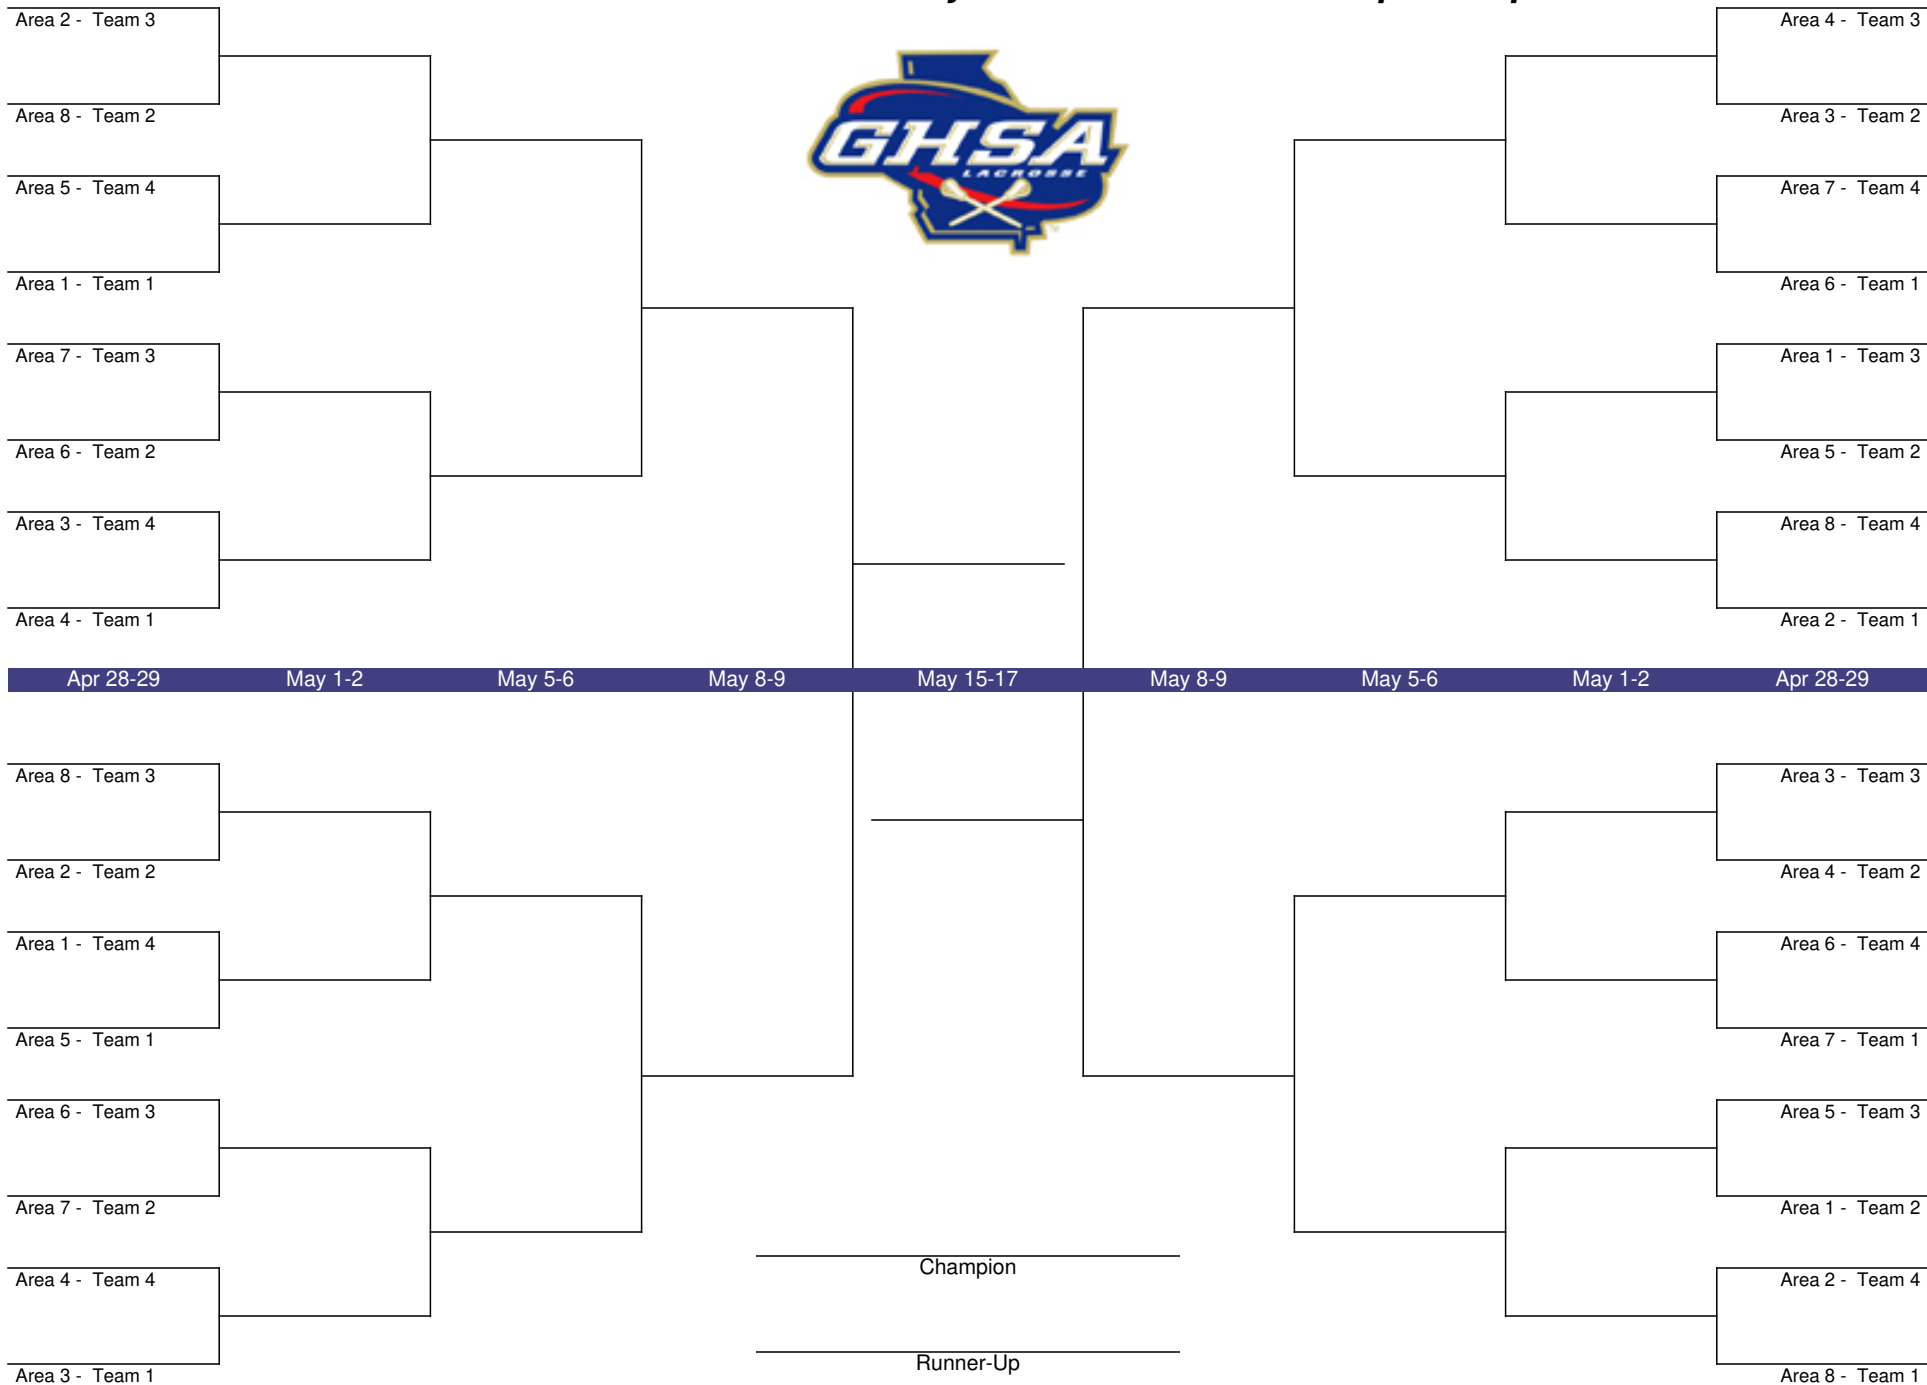 Area 2 - Team 3
Area 8 - Team 2
Area 5 - Team 4
Area 1 - Team 1
Area 7 - Team 3
Area 6 - Team 2
Area 3 - Team 4
Area 4 - Team 1
GHSA
LACROSSE
TM
Area 4 - Team 3
Area 3 - Team 2
Area 7 - Team 4
Area 6 - Team 1
Area 1 - Team 3
Area 5 - Team 2
Area 8 - Team 4
Area 2 - Team 1
Apr 28-29 May 1-2 May 5-6 May 8-9 May 15-17 May 8-9 May 5-6 May 1-2 Apr 28-29
Area 8 - Team 3
Area 2 - Team 2
Area 1 - Team 4
Area 5 - Team 1
Area 6 - Team 3
Area 7 - Team 2
Area 4 - Team 4
Area 3 - Team 1
Champion
Runner-Up
Area 3 - Team 3
Area 4 - Team 2
Area 6 - Team 4
Area 7 - Team 1
Area 5 - Team 3
Area 1 - Team 2
Area 2 - Team 4
Area 8 - Team 1